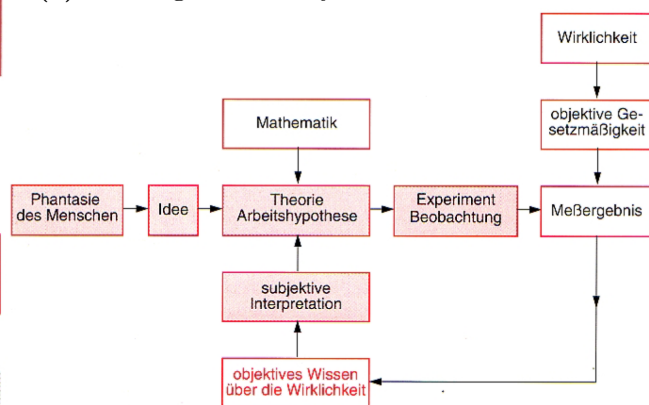 Wirklichkeit
objektive Ge-
setzmäßigkeit
Mathematik
Phantasie
des Menschen
Idee
Theorie
Arbeitshypothese
Experiment
Beobachtung
Meßergebnis
subjektive
Interpretation
objektives Wissen
über die Wirklichkeit